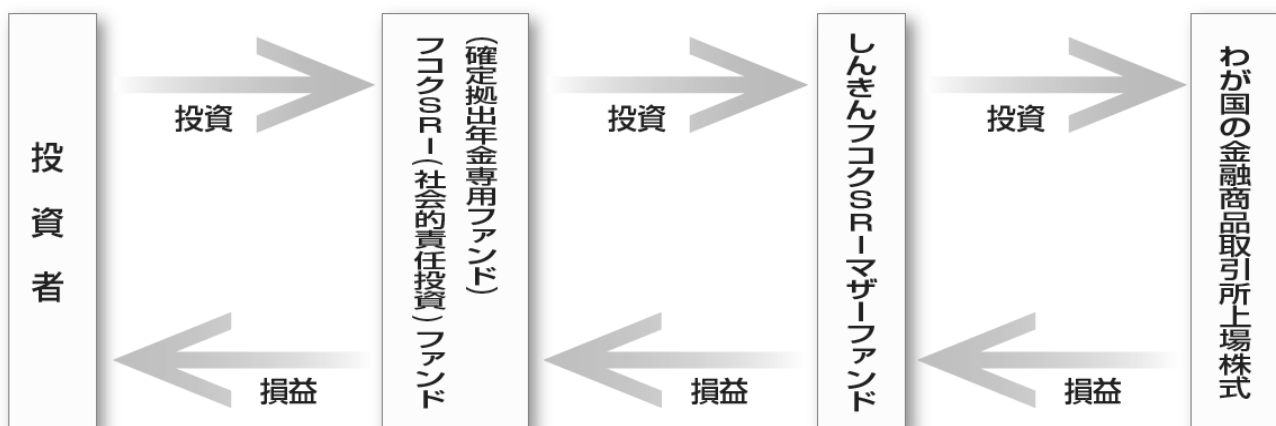 投資者
投資
損益
（確定拠出年金専用ファンド）
フコクSRI（社会的責任投資）ファンド
投資
損益
しんきんフコクSRIマザーファンド
投資
損益
わが国の金融商品取引所上場株式